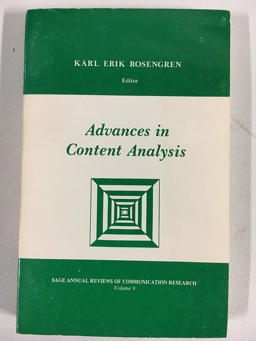 KARL ERIK ROSENGREN
Editor
Advances in
Content Analysis
SAGE ANNUAL REVIEWS OF COMMUNICATION RESEARCH
Volume 9